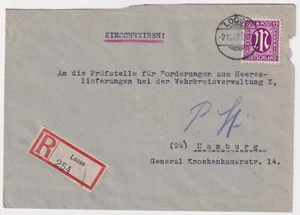 EINSCHREIBEN!
LOOSE
DEUTSCHLAND
An die Prüfstelle für Forderungen aus Heeres-
lieferungen bei der Wehrkreisverwaltung X,
(24) Hamburg
General Knochenhauerstr. 14.
R
Loose
254